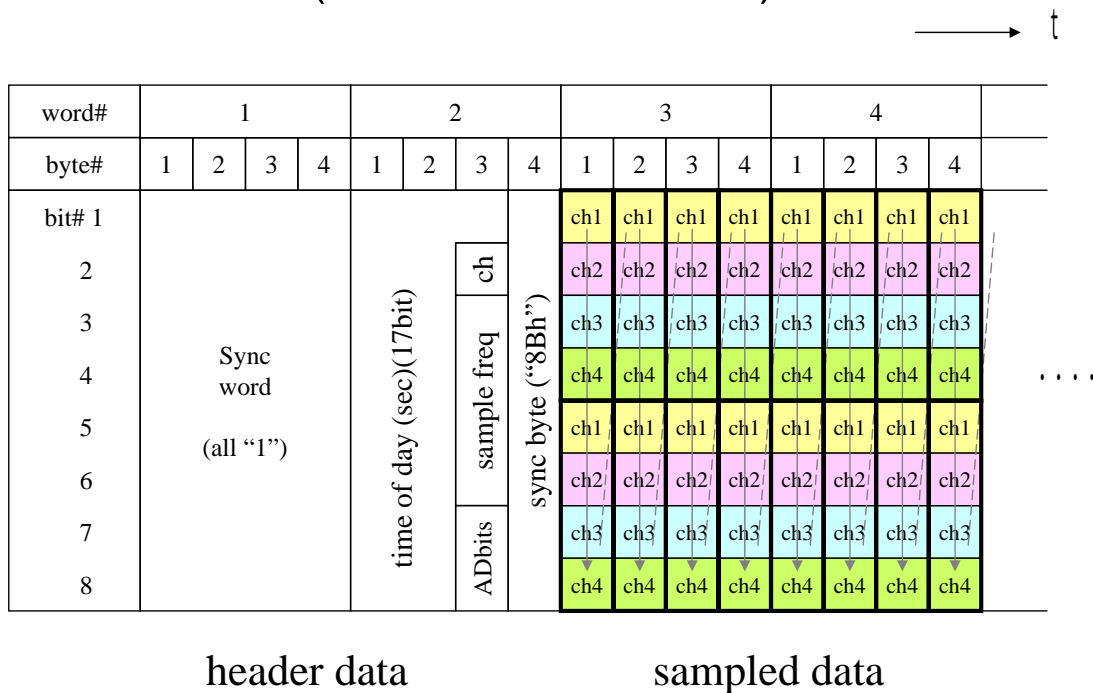 t
word# 1 2 3 4
byte# 1 2 3 4 1 2 3 4 1 2 3 4 1 2 3 4
bit# 1 ch1 ch1 ch1 ch1 ch1 ch1 ch1 ch1
2 ch ch2 ch2 ch2 ch2 ch2 ch2 ch2 ch2
3 ch3 ch3 ch3 ch3 ch3 ch3 ch3 ch3
4 ch4 ch4 ch4 ch4 ch4 ch4 ch4 ch4
5 ch1 ch1 ch1 ch1 ch1 ch1 ch1 ch1
6 ch2 ch2 ch2 ch2 ch2 ch2 ch2 ch2
7 ch3 ch3 ch3 ch3 ch3 ch3 ch3 ch3
8 ch4 ch4 ch4 ch4 ch4 ch4 ch4 ch4
Sync
word
(all “1”)
time of day (sec)(17bit)
sample freq
ADbits
sync byte (“8Bh”)
. . . .
header data
sampled data